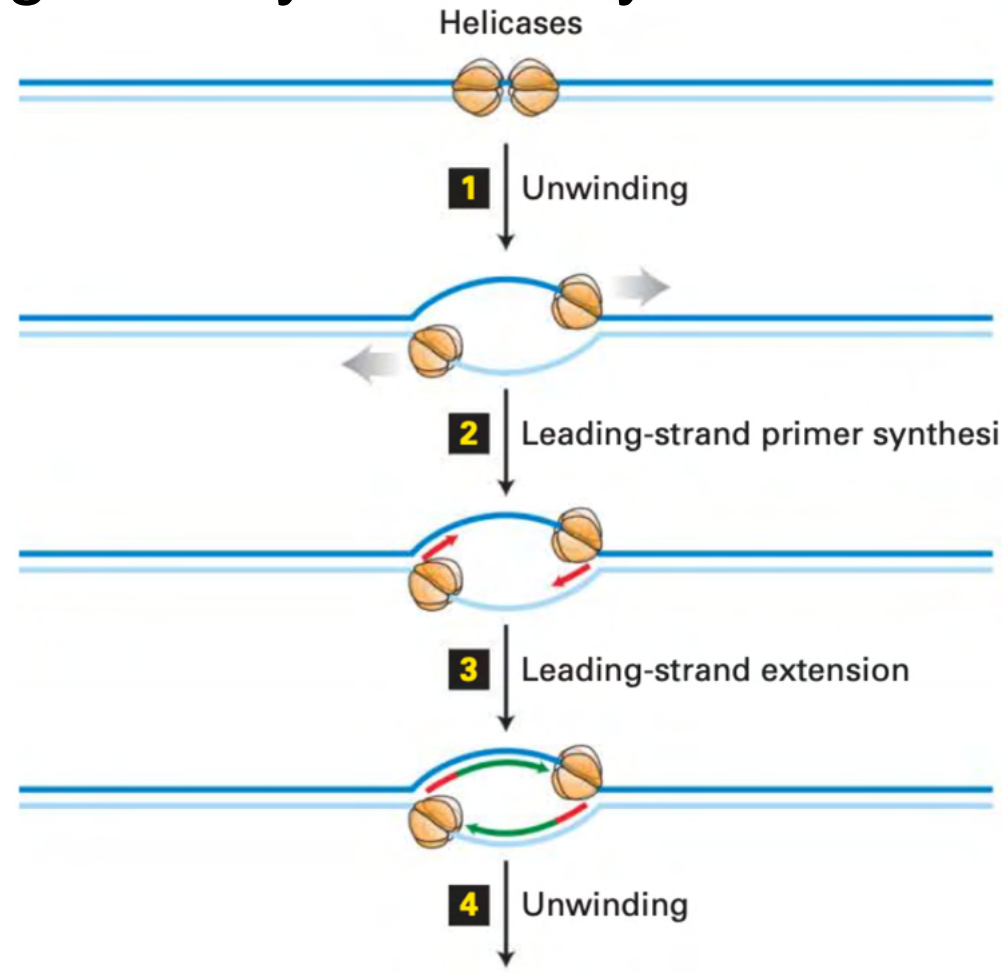 Helicases
1 Unwinding
2 Leading-strand primer synthesi
3 Leading-strand extension
4 Unwinding